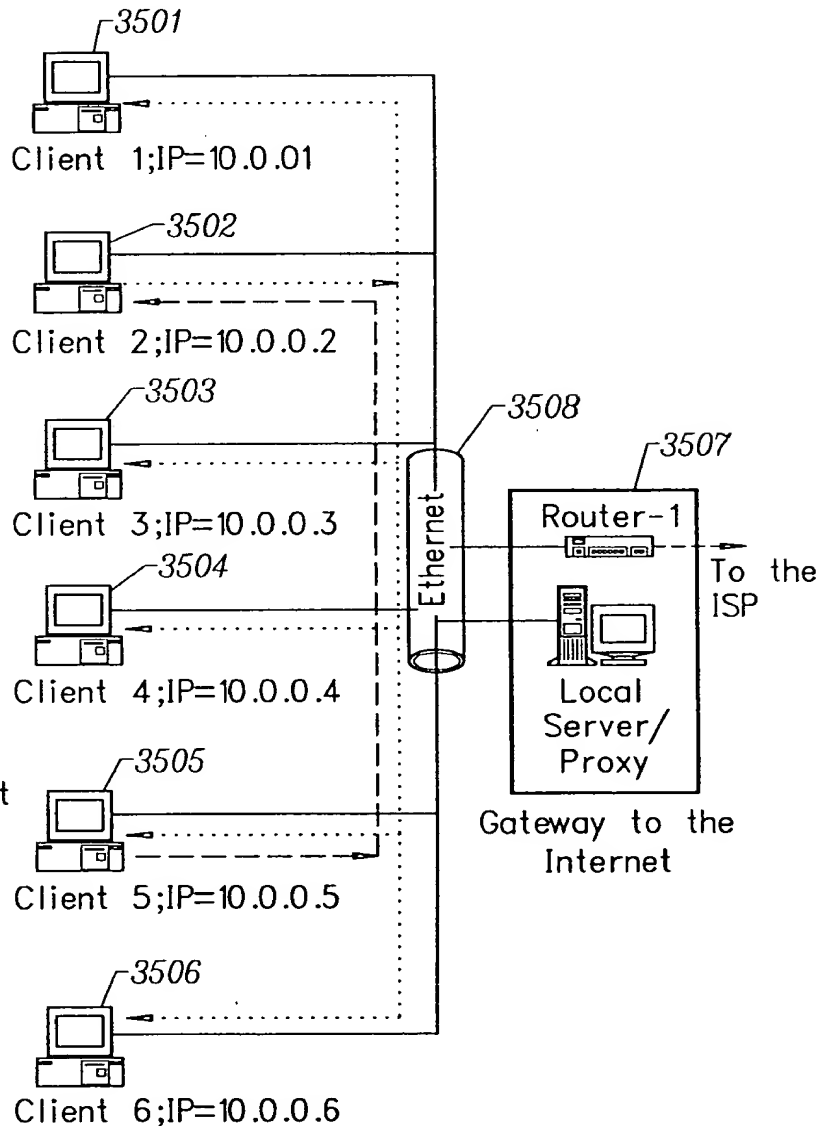 3501
Client 1;IP=10.0.01
3502
Client 2;IP=10.0.0.2
3503
Client 3;IP=10.0.0.3
3504
Client 4;IP=10.0.0.4
3505
t
Client 5;IP=10.0.0.5
3506
Client 6;IP=10.0.0.6
3508
Ethernet
3507
Router-1
To the
ISP
Local
Server/
Proxy
Gateway to the
Internet